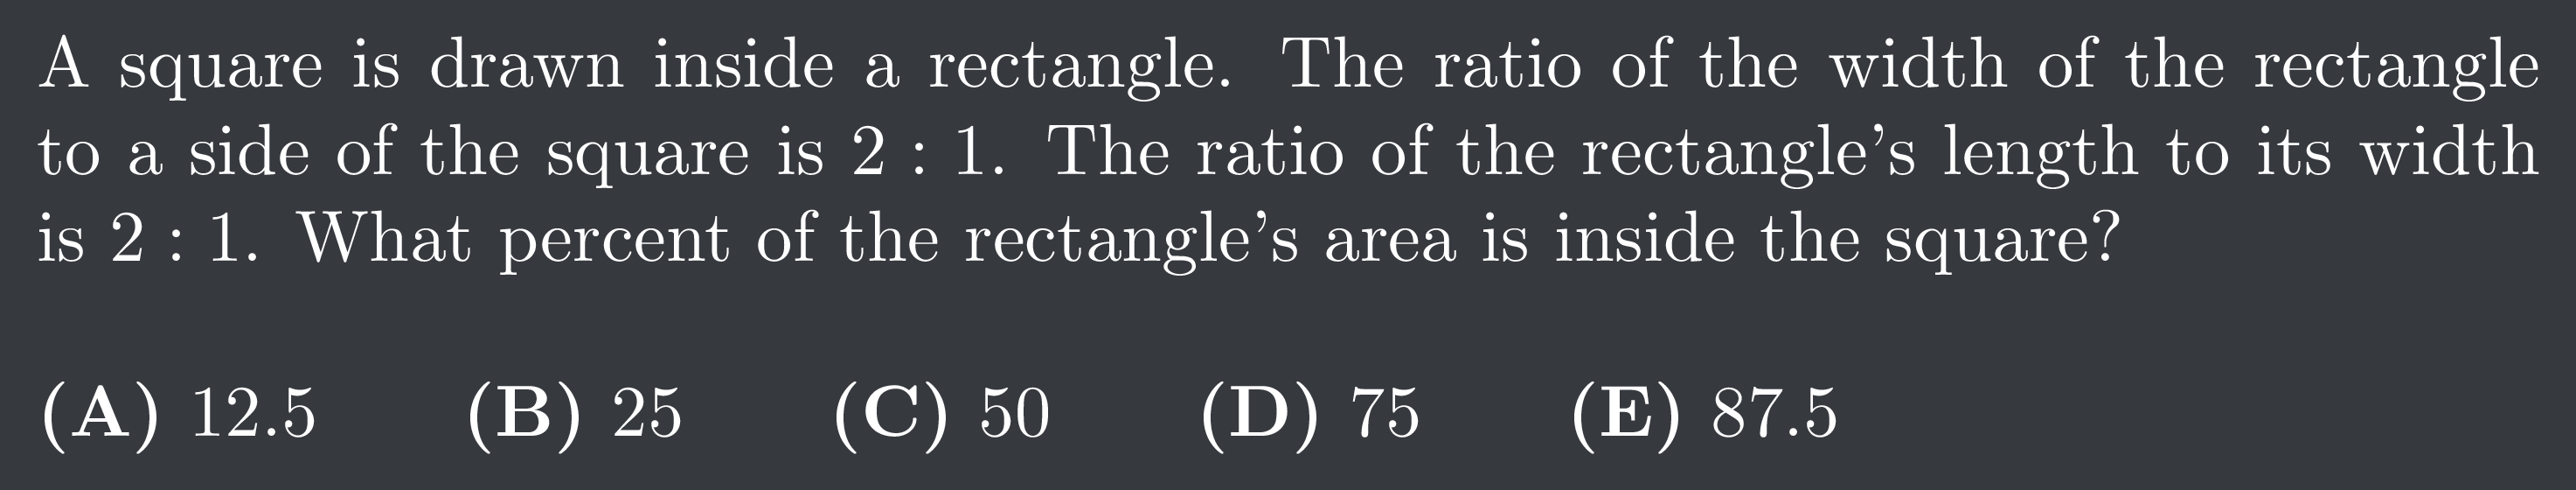 A square is drawn inside a rectangle. The ratio of the width of the rectangle
to a side of the square is 2 : 1. The ratio of the rectangle's length to its width
is 2 : 1. What percent of the rectangle's area is inside the square?
(A) 12.5 (B) 25 (C) 50 (D) 75 (E) 87.5